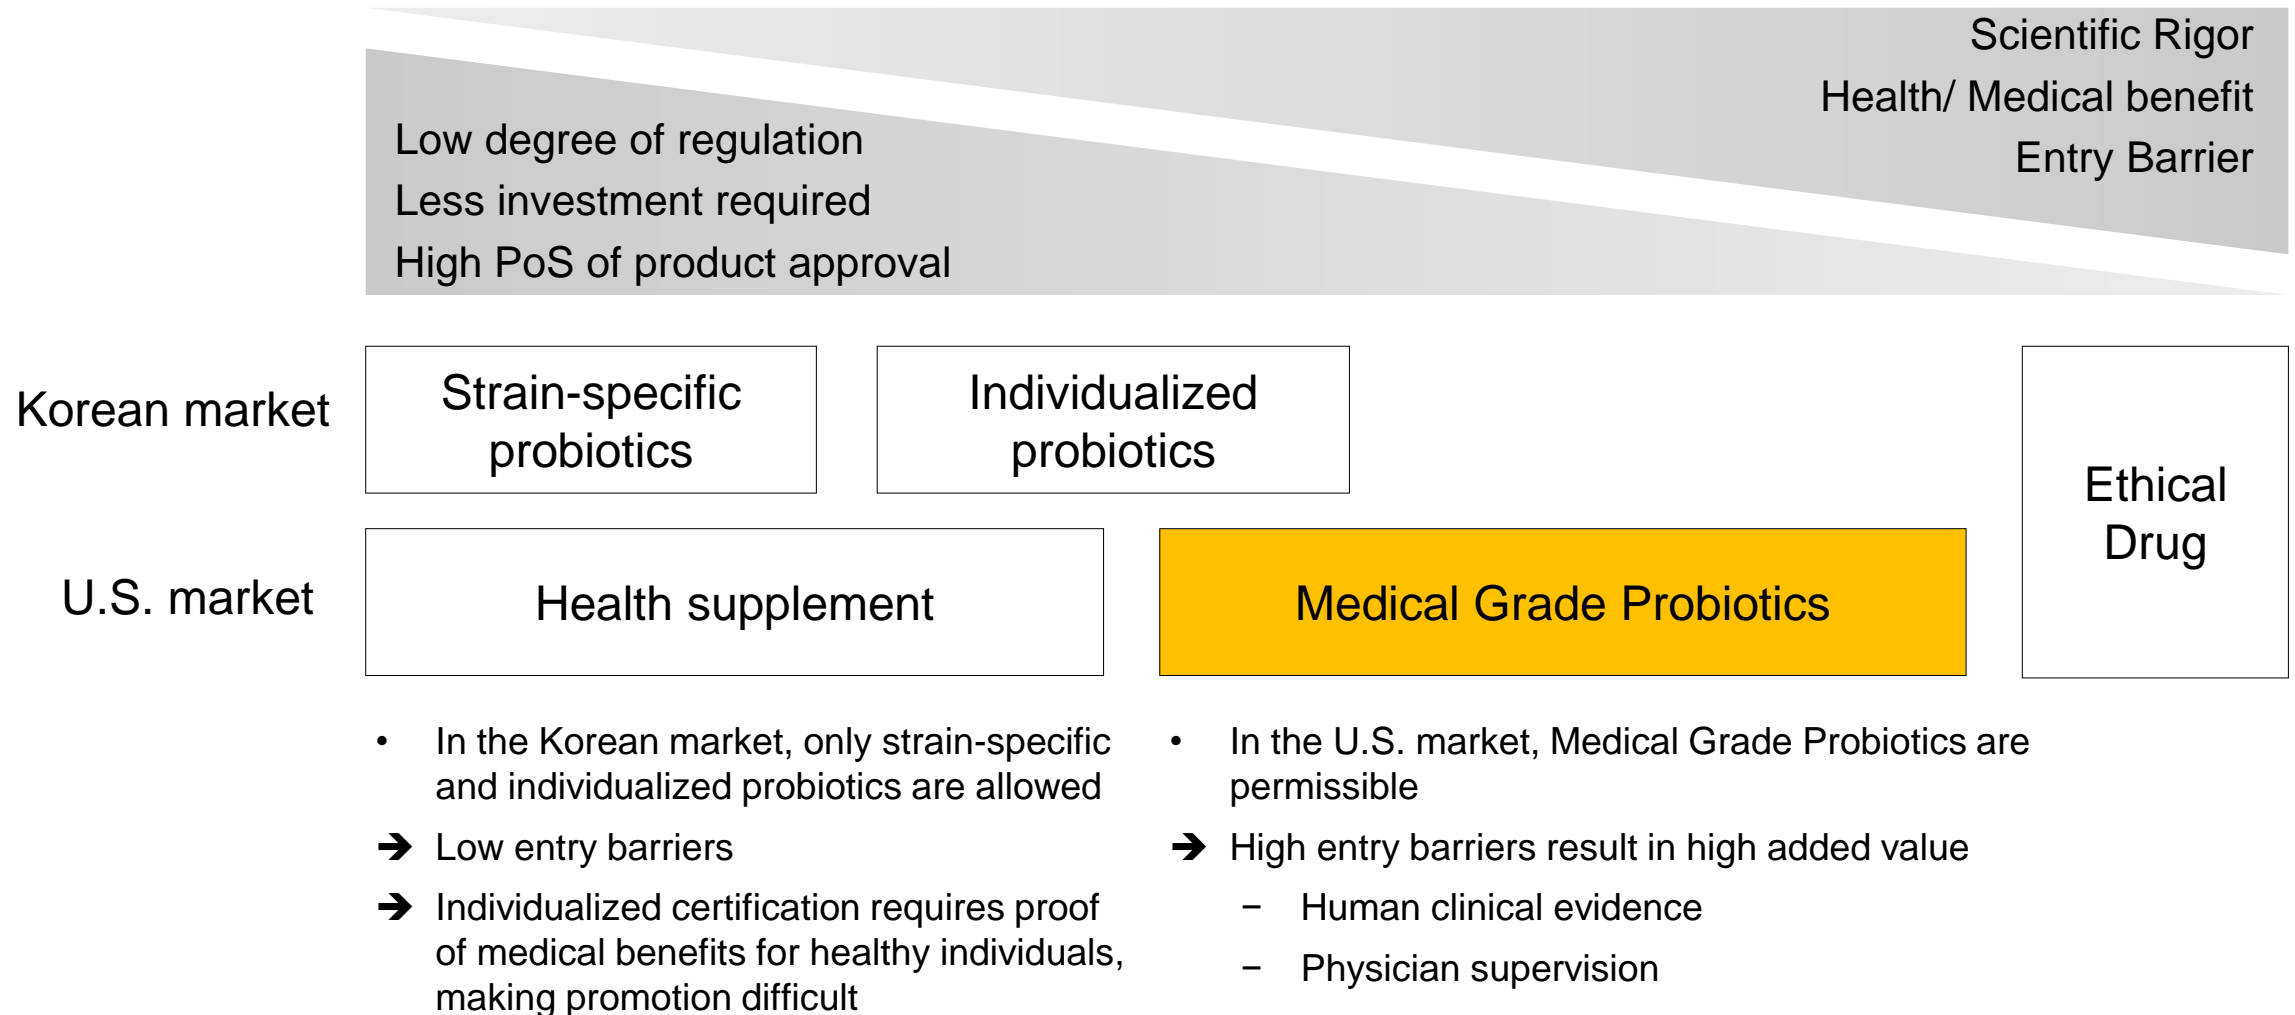 Scientific Rigor
Health/ Medical benefit
Entry Barrier
Low degree of regulation
Less investment required
High PoS of product approval
Korean market
Strain-specific
probiotics
Individualized
probiotics
Ethical
Drug
U.S. market
Health supplement
Medical Grade Probiotics
• In the Korean market, only strain-specific
and individualized probiotics are allowed
➔ Low entry barriers
➔ Individualized certification requires proof
of medical benefits for healthy individuals,
making promotion difficult
• In the U.S. market, Medical Grade Probiotics are
permissible
➔ High entry barriers result in high added value
− Human clinical evidence
− Physician supervision